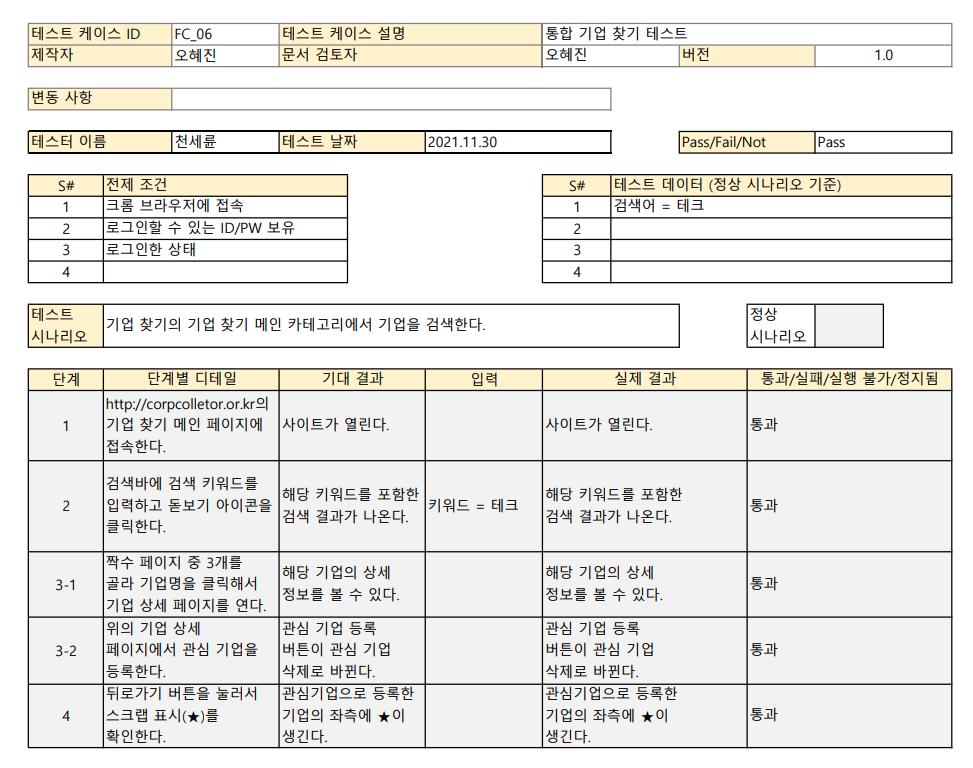 테스트 케이스 ID FC_06 테스트 케이스 설명 통합 기업 찾기 테스트
제작자 오혜진 문서 검토자 오혜진 버전 1.0
변동 사항
테스터 이름 천세륜 테스트 날짜 2021.11.30 Pass/Fail/Not Pass
S# 전제 조건
1 크롬 브라우저에 접속
2 로그인할 수 있는 ID/PW 보유
3 로그인한 상태
4
S# 테스트 데이터 (정상 시나리오 기준)
1 검색어 = 테크
2
3
4
테스트
시나리오
기업 찾기의 기업 찾기 메인 카테고리에서 기업을 검색한다.
정상
시나리오
단계 단계별 디테일 기대 결과 입력 실제 결과 통과/실패/실행 불가/정지됨
1
http://corpcolletor.or.kr의
기업 찾기 메인 페이지에
접속한다.
사이트가 열린다.
사이트가 열린다.
통과
2
검색바에 검색 키워드를
입력하고 돋보기 아이콘을
클릭한다.
해당 키워드를 포함한
검색 결과가 나온다.
키워드 = 테크
해당 키워드를 포함한
검색 결과가 나온다.
통과
3-1
짝수 페이지 중 3개를
골라 기업명을 클릭해서
기업 상세 페이지를 연다.
해당 기업의 상세
정보를 볼 수 있다.
해당 기업의 상세
정보를 볼 수 있다.
통과
3-2
위의 기업 상세
페이지에서 관심 기업을
등록한다.
관심 기업 등록
버튼이 관심 기업
삭제로 바뀐다.
관심 기업 등록
버튼이 관심 기업
삭제로 바뀐다.
통과
4
뒤로가기 버튼을 눌러서
스크랩 표시(★)를
확인한다.
관심기업으로 등록한
기업의 좌측에 ★이
생긴다.
관심기업으로 등록한
기업의 좌측에 ★이
생긴다.
통과